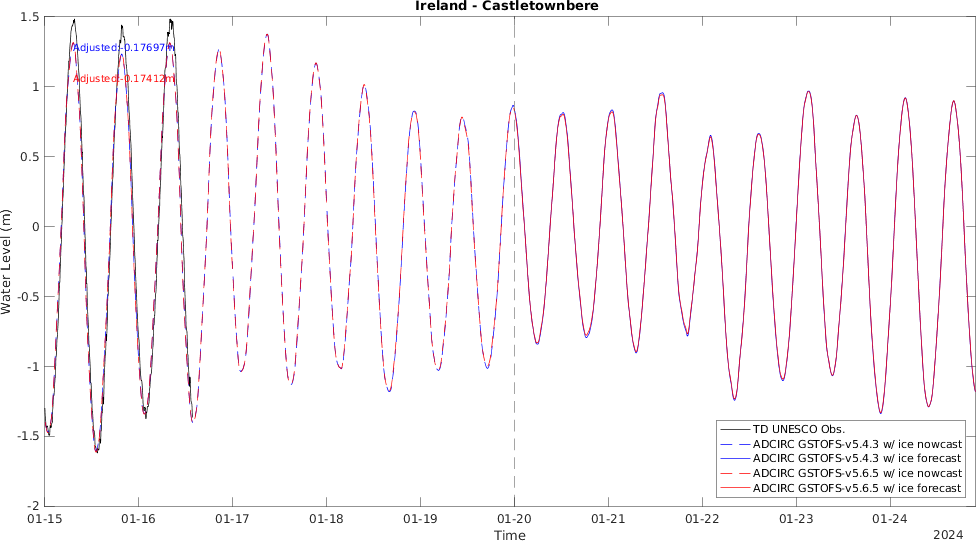 Ireland - Castletownbere
1.5
1
0.5
0
-0.5
-1
-1.5
-2
Water Level (m)
Adjusted:-0.17697m
Adjusted:-0.17412m
TD UNESCO Obs.
ADCIRC GSTOFS-v5.4.3 w/ ice nowcast
ADCIRC GSTOFS-v5.4.3 w/ ice forecast
ADCIRC GSTOFS-v5.6.5 w/ ice nowcast
ADCIRC GSTOFS-v5.6.5 w/ ice forecast
01-15 01-16 01-17 01-18 01-19 01-20 01-21 01-22 01-23 01-24
Time
2024